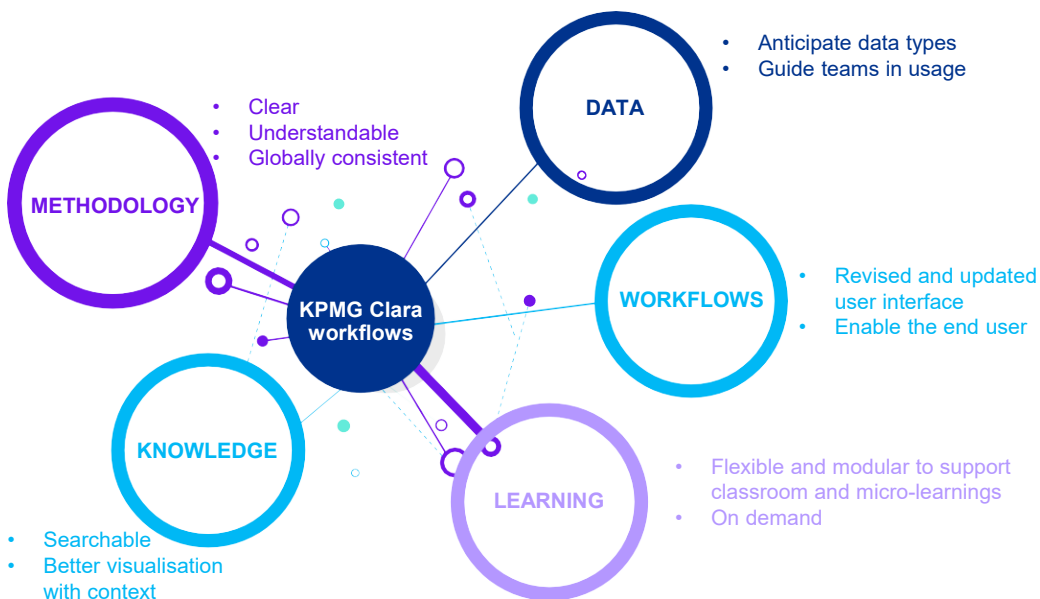 METHODOLOGY
• Clear
• Understandable
• Globally consistent
DATA
• Anticipate data types
• Guide teams in usage
KPMG Clara
workflows
WORKFLOWS
• Revised and updated
user interface
• Enable the end user
KNOWLEDGE
• Searchable
• Better visualisation
with context
LEARNING
• Flexible and modular to support
classroom and micro-learnings
• On demand